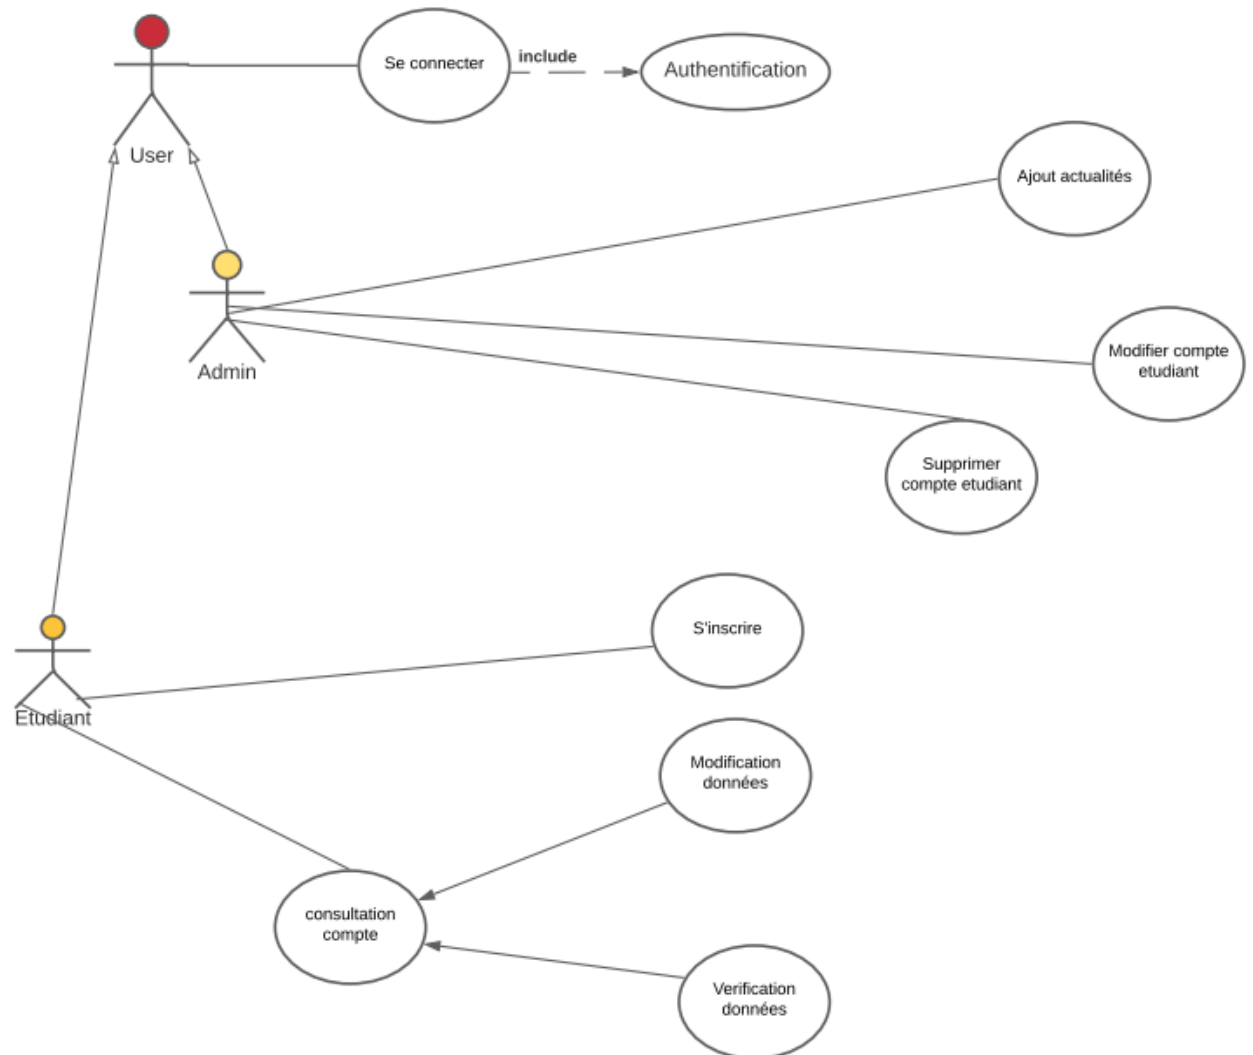 Se connecter
include
Authentification
User
Ajout actualités
Admin
Modifier compte
etudiant
Supprimer
compte etudiant
S'inscrire
Etudiant
Modification
données
consultation
compte
Verification
données